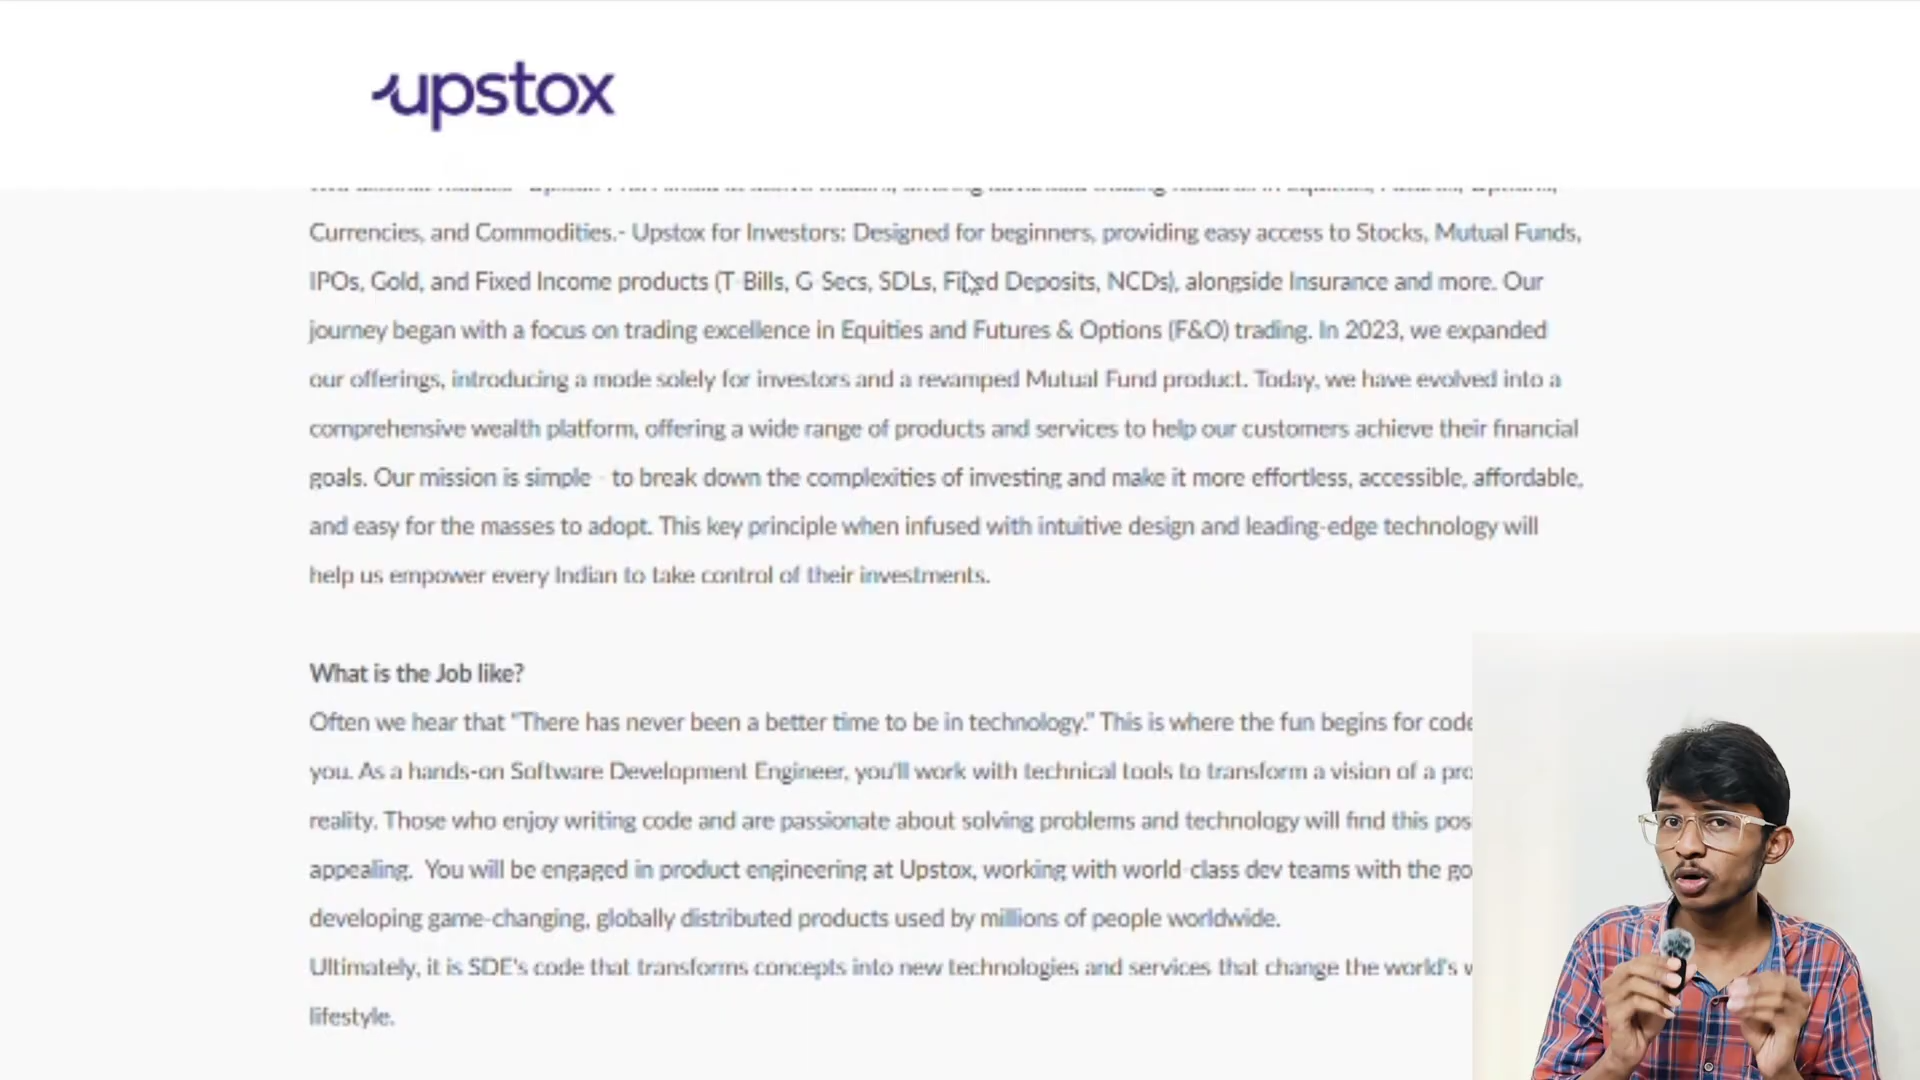 upstox
Currencies, and Commodities.- Upstox for Investors: Designed for beginners, providing easy access to Stocks, Mutual Funds,
IPOs, Gold, and Fixed Income products (T-Bills, G-Secs, SDLs, Fixed Deposits, NCDs), alongside Insurance and more. Our
journey began with a focus on trading excellence in Equities and Futures & Options (F&O) trading. In 2023, we expanded
our offerings, introducing a mode solely for investors and a revamped Mutual Fund product. Today, we have evolved into a
comprehensive wealth platform, offering a wide range of products and services to help our customers achieve their financial
goals. Our mission is simple - to break down the complexities of investing and make it more effortless, accessible, affordable,
and easy for the masses to adopt. This key principle when infused with intuitive design and leading-edge technology will
help us empower every Indian to take control of their investments.
What is the Job like?
Often we hear that "There has never been a better time to be in technology." This is where the fun begins for code
you. As a hands-on Software Development Engineer, you'll work with technical tools to transform a vision of a pro
reality. Those who enjoy writing code and are passionate about solving problems and technology will find this pos
appealing. You will be engaged in product engineering at Upstox, working with world-class dev teams with the go
developing game-changing, globally distributed products used by millions of people worldwide.
Ultimately, it is SDE's code that transforms concepts into new technologies and services that change the world's
lifestyle.